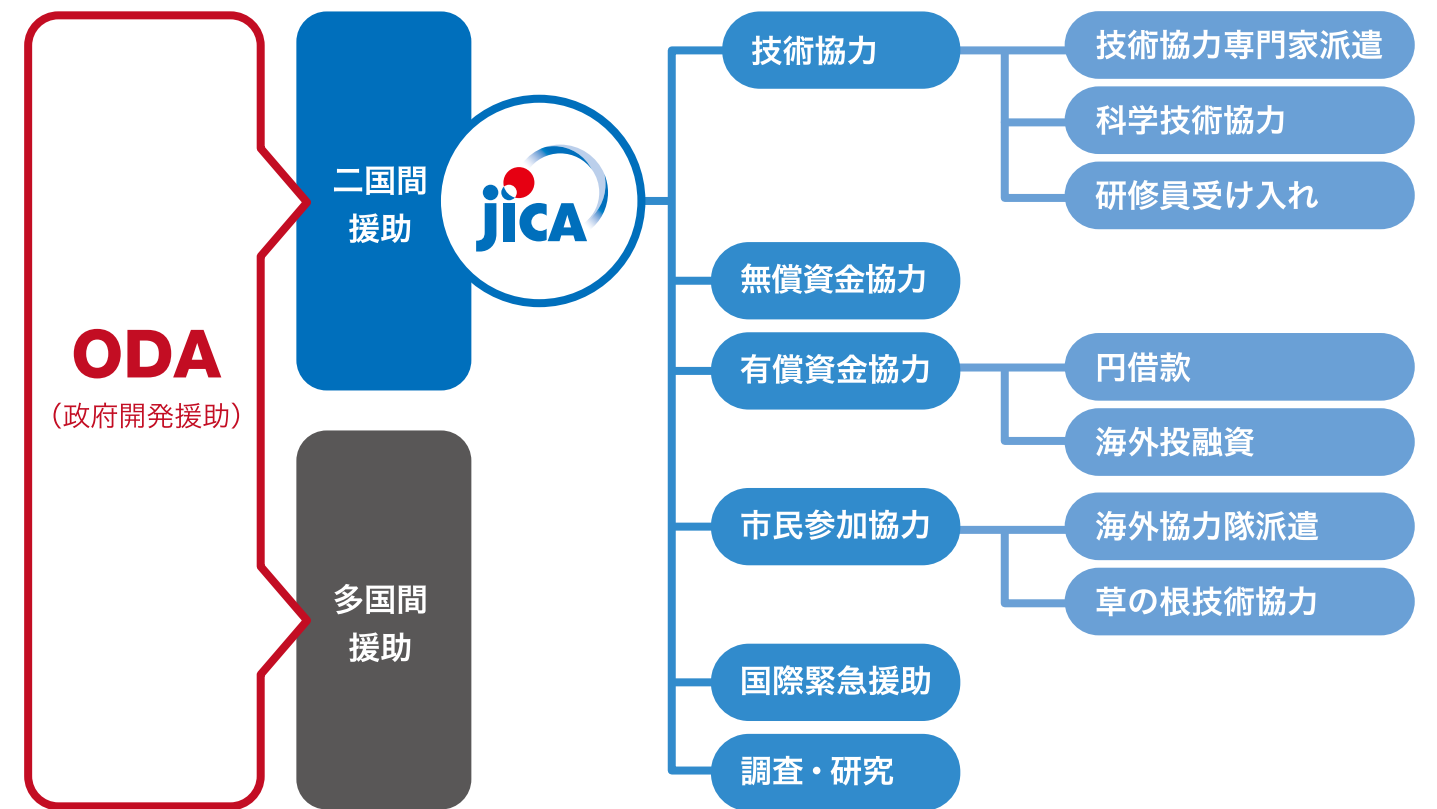 ODA
（政府開発援助）
二国間
援助
多国間
援助
jICA
技術協力
技術協力専門家派遣
科学技術協力
研修員受け入れ
無償資金協力
有償資金協力
円借款
海外投融資
市民参加協力
海外協力隊派遣
草の根技術協力
国際緊急援助
調査・研究